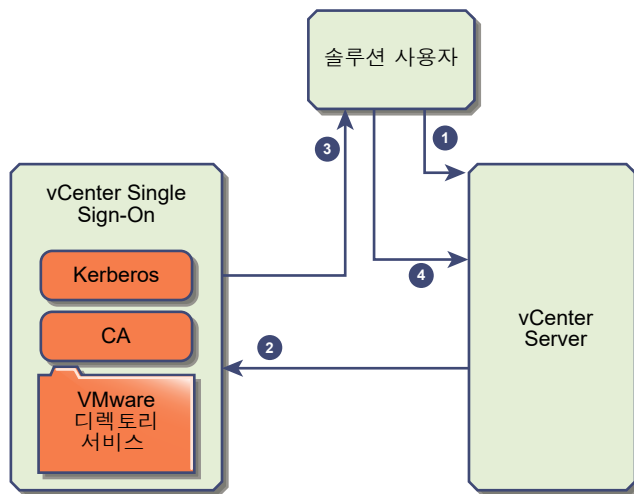 솔루션 사용자
1
3
vCenter Single
Sign-On
Kerberos
4
CA
vCenter
Server
2
VMware
디렉토리
서비스